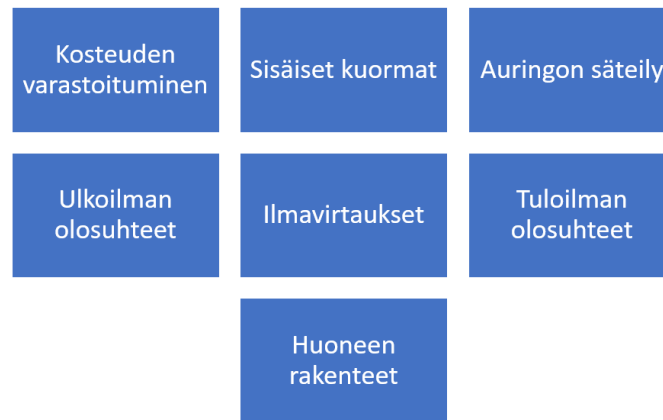 Kosteuden
varastoituminen
Sisäiset kuormat
Auringon säteily
Ulkoilman
olosuhteet
Ilmavirtaukset
Tuloilman
olosuhteet
Huoneen
rakenteet